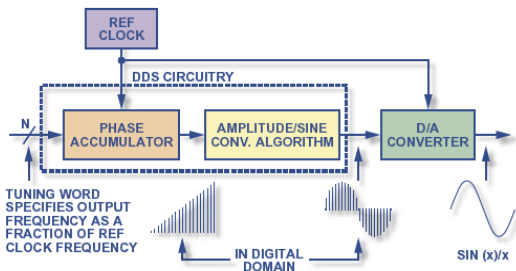 REF
CLOCK
DDS CIRCUITRY
N
PHASE
ACCUMULATOR
AMPLITUDE/SINE
CONV. ALGORITHM
D/A
CONVERTER
TUNING WORD
SPECIFIES OUTPUT
FREQUENCY AS A
FRACTION OF REF
CLOCK FREQUENCY
IN DIGITAL
DOMAIN
SIN (x)/x